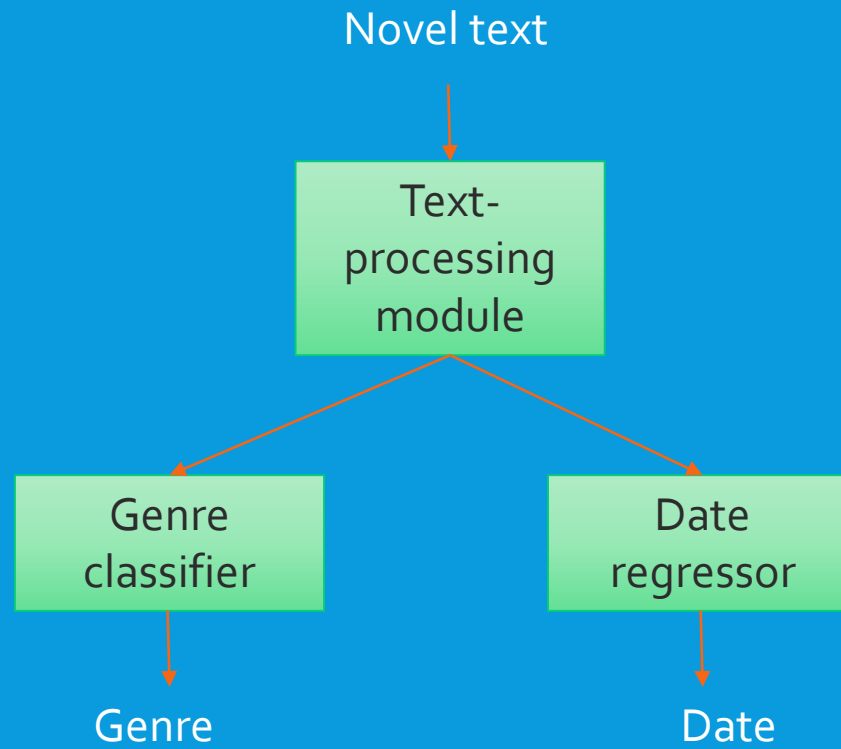 Novel text
Text-
processing
module
Genre
classifier
Date
regressor
Genre
Date